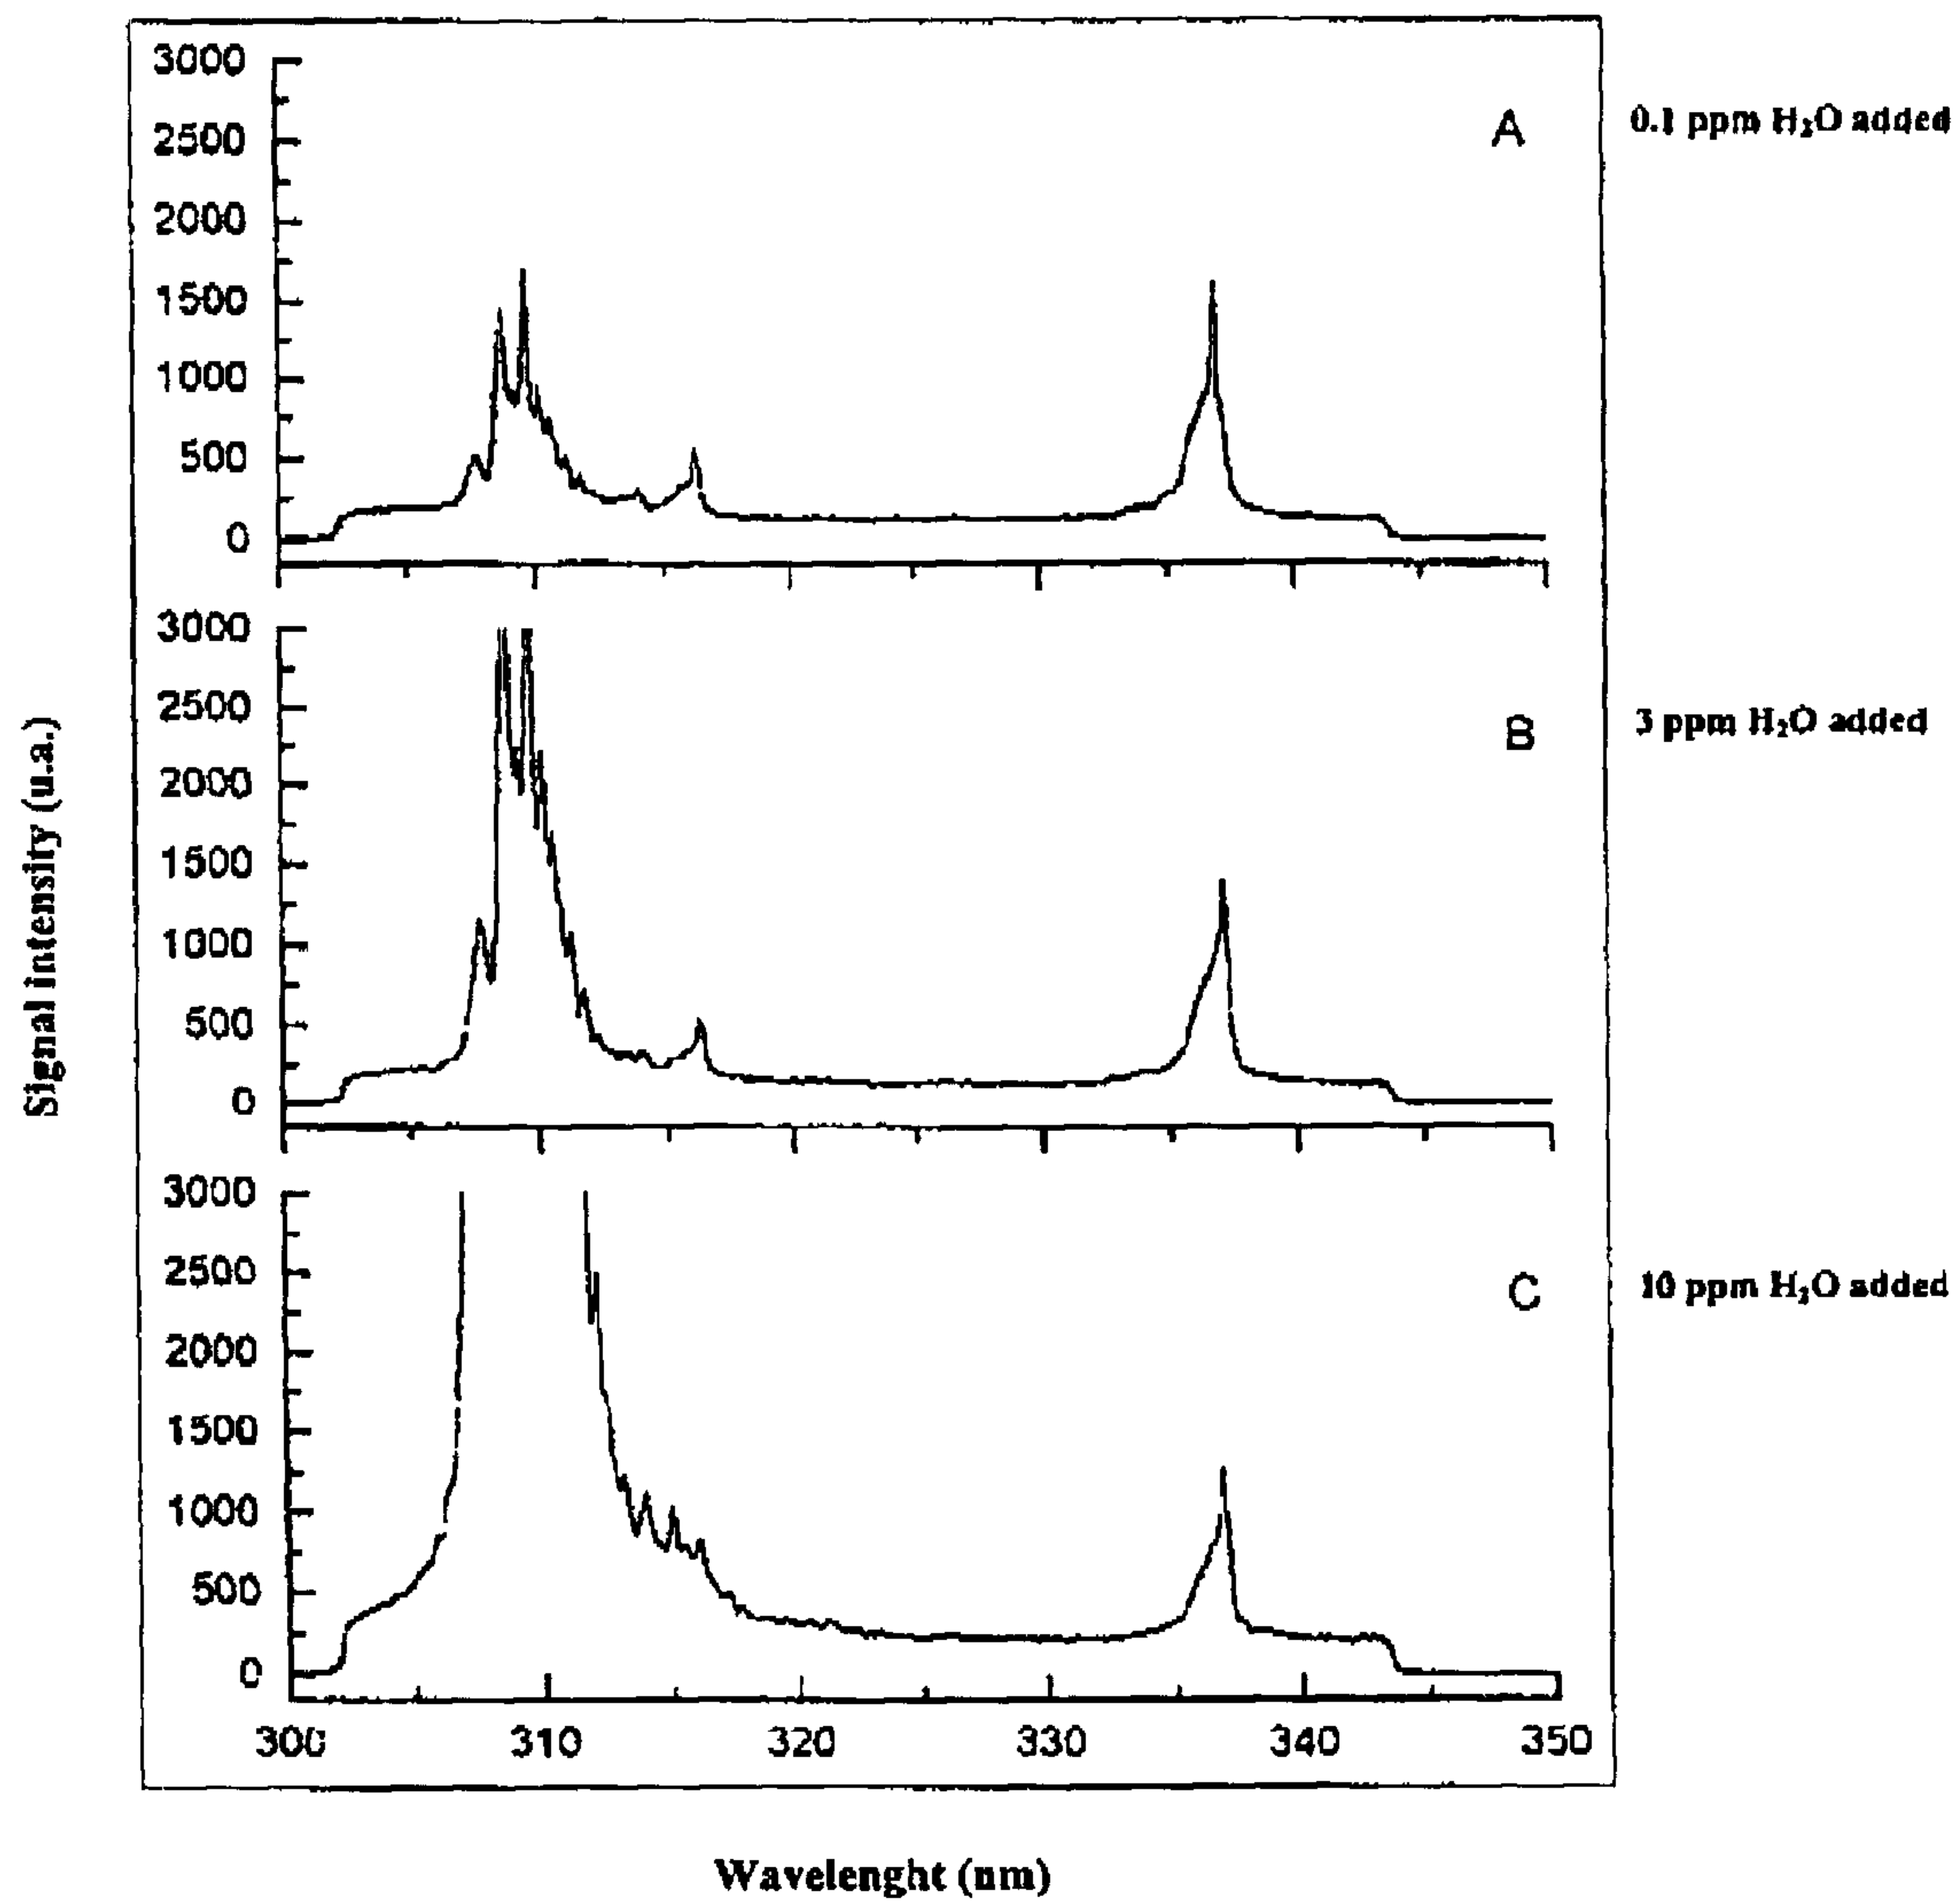 3000
A
0.1 ppm H₂O added
2500
2000
1500
1000
500
0
3000
2500
B
3 ppm H₂O added
2000
1500
1000
500
0
3000
2500
C
10 ppm H₂O added
2000
1500
1000
500
0
300 310 320 330 340 350
Signal intensity (u.a.)
Wavelenght (nm)